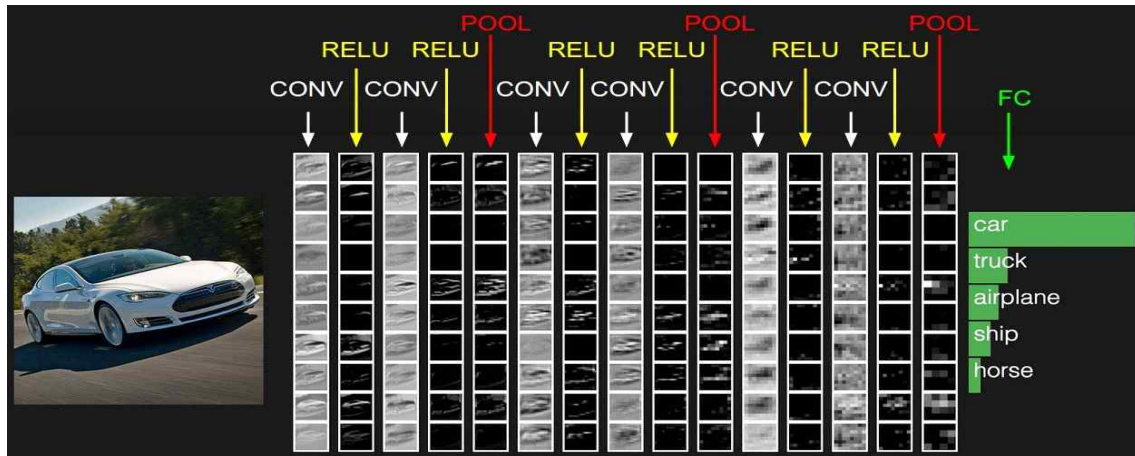 POOL POOL POOL
RELU RELU RELU RELU RELU RELU
CONV CONV CONV CONV CONV CONV
FC
car
truck
airplane
ship
horse